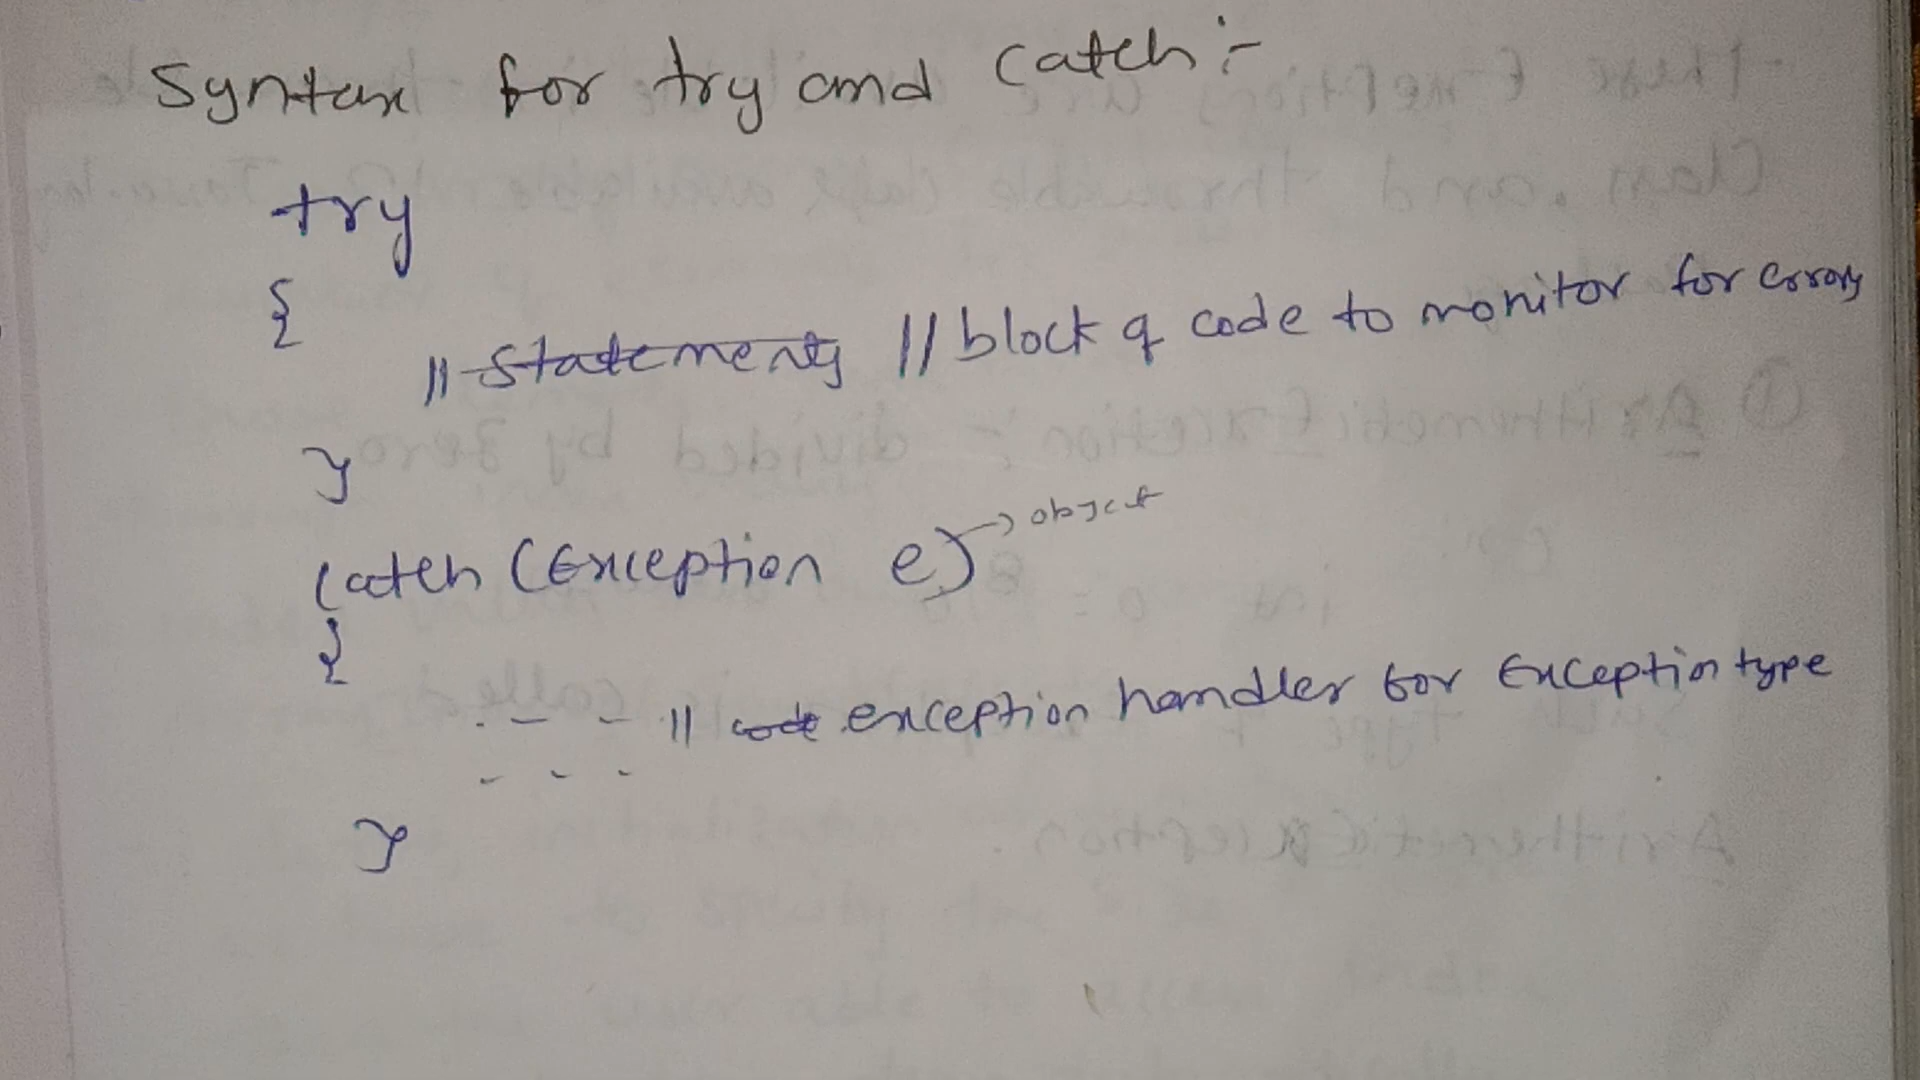 Syntax for try and catch :-
try
{
// Statements // block of code to monitor for errors
}
catch (Exception e) → object
{
. - - // code exception handler for Exception type
- - -
}